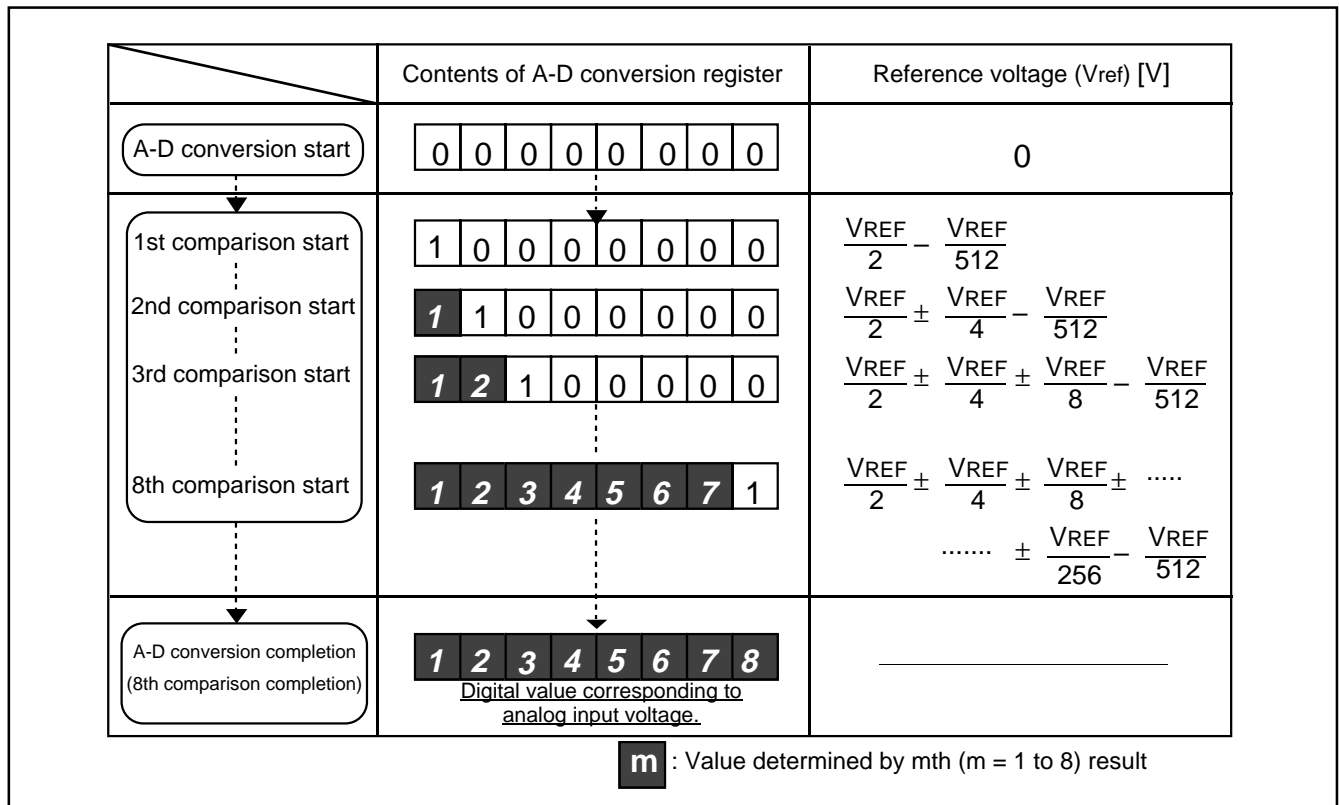 Contents of A-D conversion register
Reference voltage (Vref) [V]
A-D conversion start
0 0 0 0 0 0 0 0
0
1st comparison start
1 0 0 0 0 0 0 0
VREF/2 – VREF/512
2nd comparison start
1 1 0 0 0 0 0 0
VREF/2 ± VREF/4 – VREF/512
3rd comparison start
1 2 1 0 0 0 0 0
VREF/2 ± VREF/4 ± VREF/8 – VREF/512
8th comparison start
1 2 3 4 5 6 7 1
VREF/2 ± VREF/4 ± VREF/8 ± .....
....... ± VREF/256 – VREF/512
A-D conversion completion
(8th comparison completion)
1 2 3 4 5 6 7 8
Digital value corresponding to
analog input voltage.
m : Value determined by mth (m = 1 to 8) result